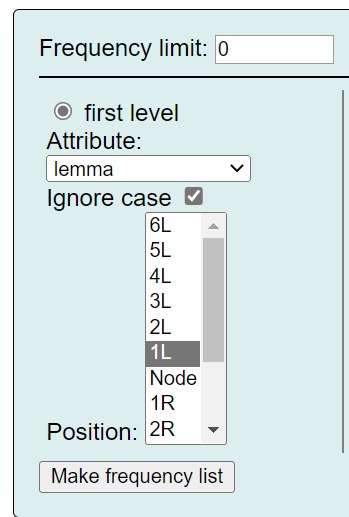 Frequency limit: 0
first level
Attribute:
lemma
Ignore case
6L
5L
4L
3L
2L
1L
Node
1R
2R
Position:
Make frequency list